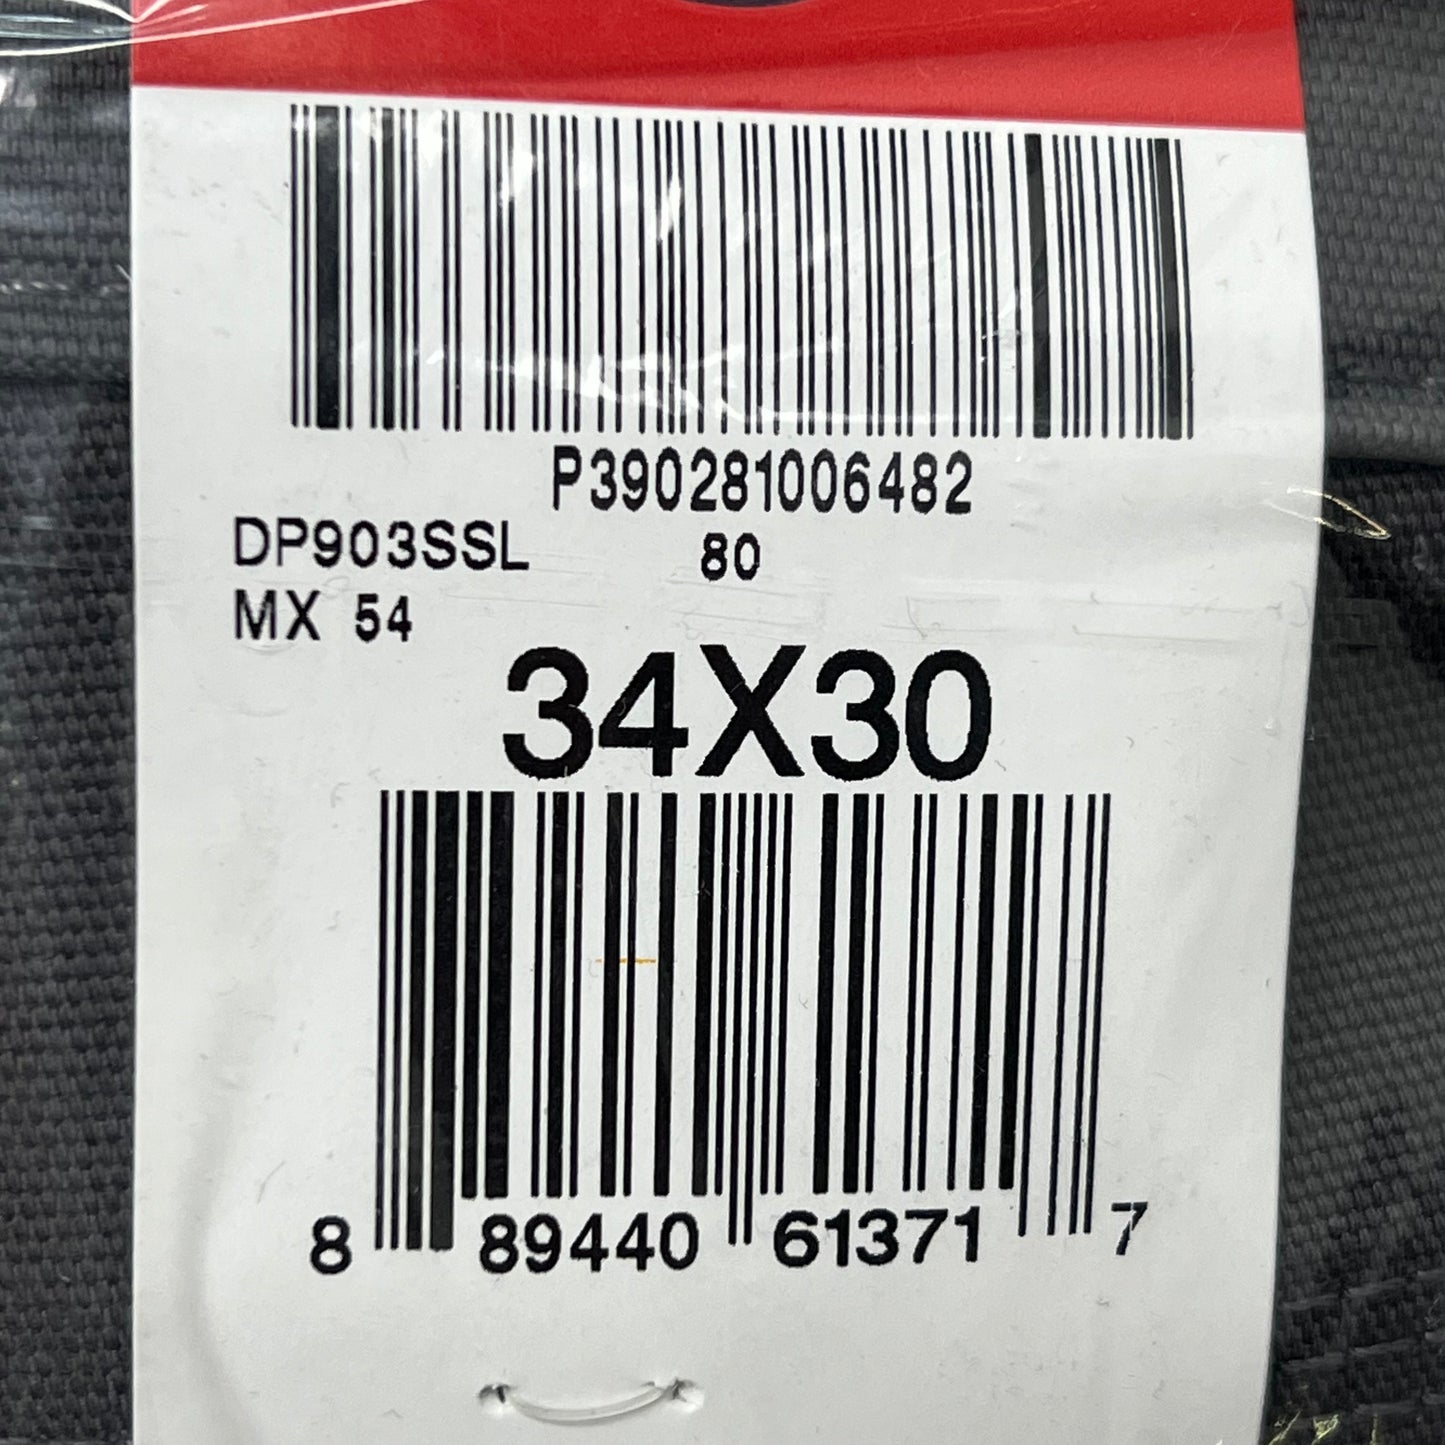 P390281006482
DP903SSL 80
MX 54
34X30
8 89440 61371 7